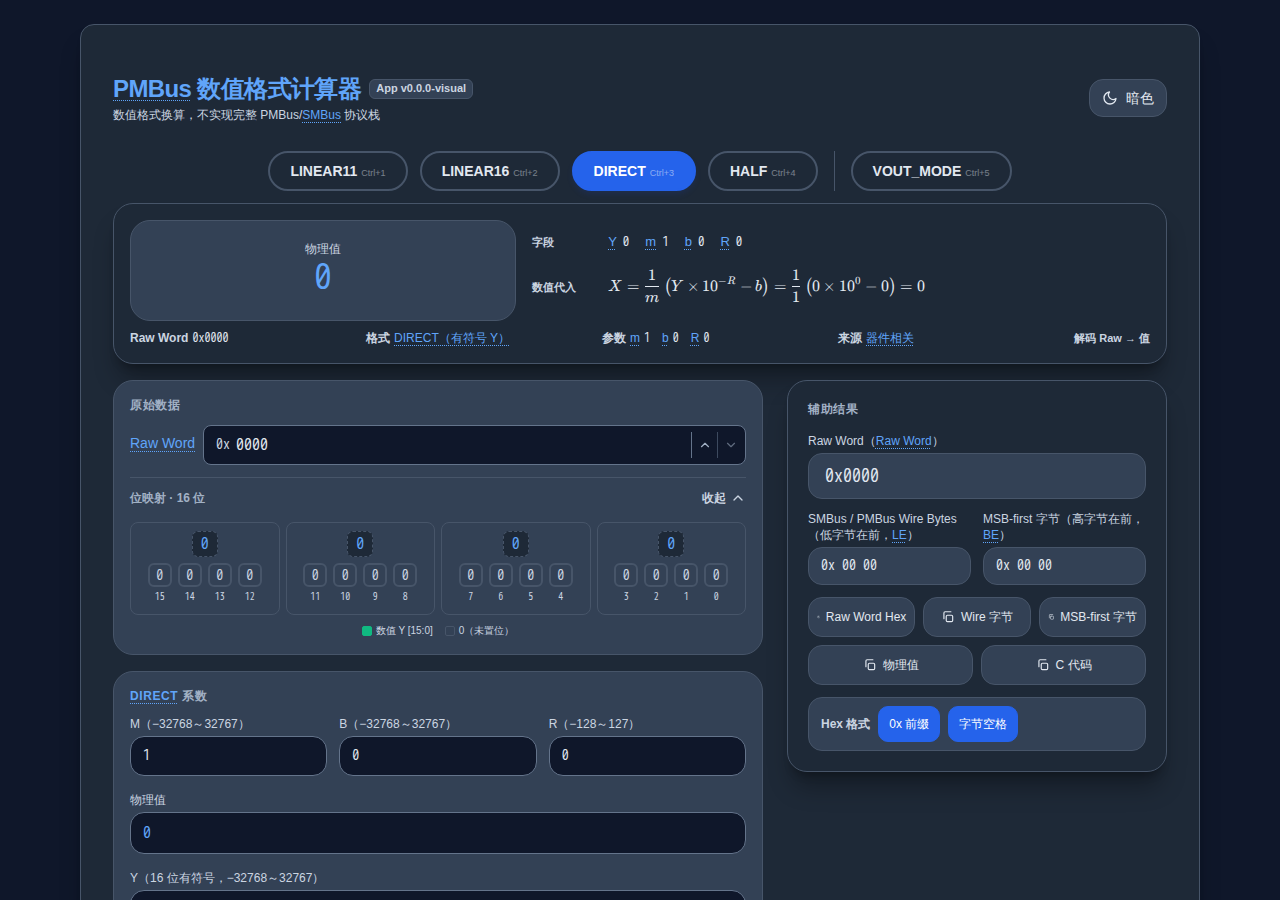 PMBus 数值格式计算器 App v0.0.0-visual
数值格式换算，不实现完整 PMBus/SMBus 协议栈
暗色
LINEAR11 Ctrl+1 LINEAR16 Ctrl+2 DIRECT Ctrl+3 HALF Ctrl+4 VOUT_MODE Ctrl+5
物理值
0
字段 Y 0 m 1 b 0 R 0
数值代入 X = 1/m (Y × 10^−R − b) = 1/1 (0 × 10^0 − 0) = 0
Raw Word 0x0000 格式 DIRECT（有符号 Y） 参数 m 1 b 0 R 0 来源 器件相关 解码 Raw → 值
原始数据
Raw Word 0x 0000
位映射 · 16 位 收起
0 0 0 0
0 0 0 0 0 0 0 0 0 0 0 0 0 0 0 0
15 14 13 12 11 10 9 8 7 6 5 4 3 2 1 0
数值 Y [15:0] 0（未置位）
DIRECT 系数
M（−32768～32767） B（−32768～32767） R（−128～127）
1 0 0
物理值
0
Y（16 位有符号，−32768～32767）
辅助结果
Raw Word（Raw Word）
0x0000
SMBus / PMBus Wire Bytes（低字节在前，LE）
0x 00 00
MSB-first 字节（高字节在前，BE）
0x 00 00
Raw Word Hex Wire 字节 MSB-first 字节
物理值 C 代码
Hex 格式 0x 前缀 字节空格